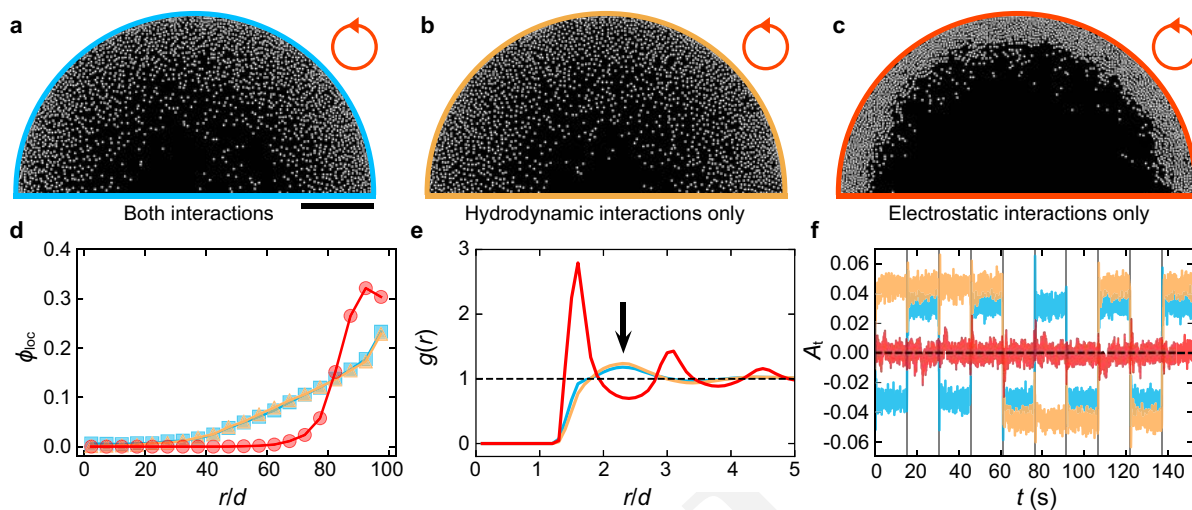 a b c
Both interactions Hydrodynamic interactions only Electrostatic interactions only
d e f
0.4
0.3
0.2
0.1
0.0
ϕloc
0 20 40 60 80 100
r/d
3
2
1
0
g(r)
0 1 2 3 4 5
r/d
0.06
0.04
0.02
0.00
-0.02
-0.04
-0.06
At
0 20 40 60 80 100 120 140
t (s)